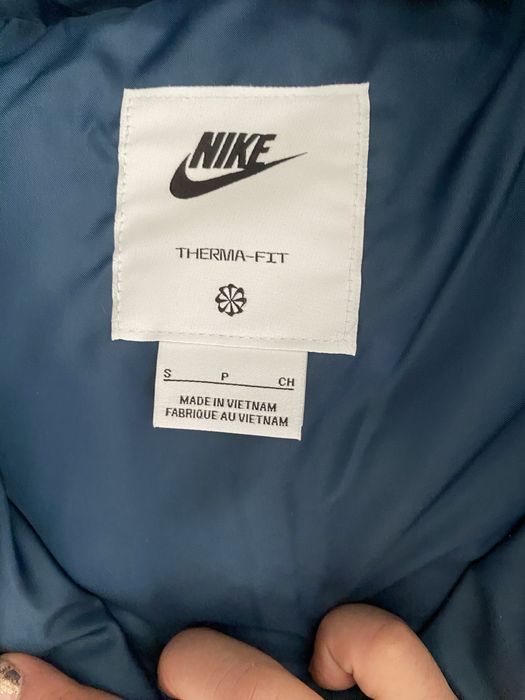 NIKE
THERMA-FIT
S P CH
MADE IN VIETNAM
FABRIQUE AU VIETNAM